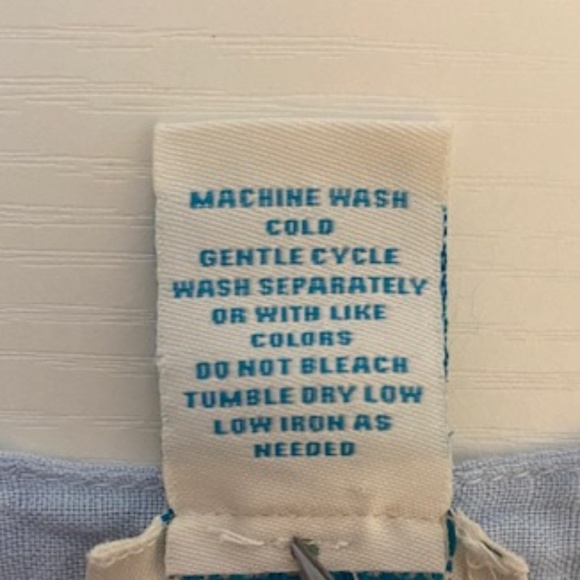 MACHINE WASH
COLD
GENTLE CYCLE
WASH SEPARATELY
OR WITH LIKE
COLORS
DO NOT BLEACH
TUMBLE DRY LOW
LOW IRON AS
NEEDED